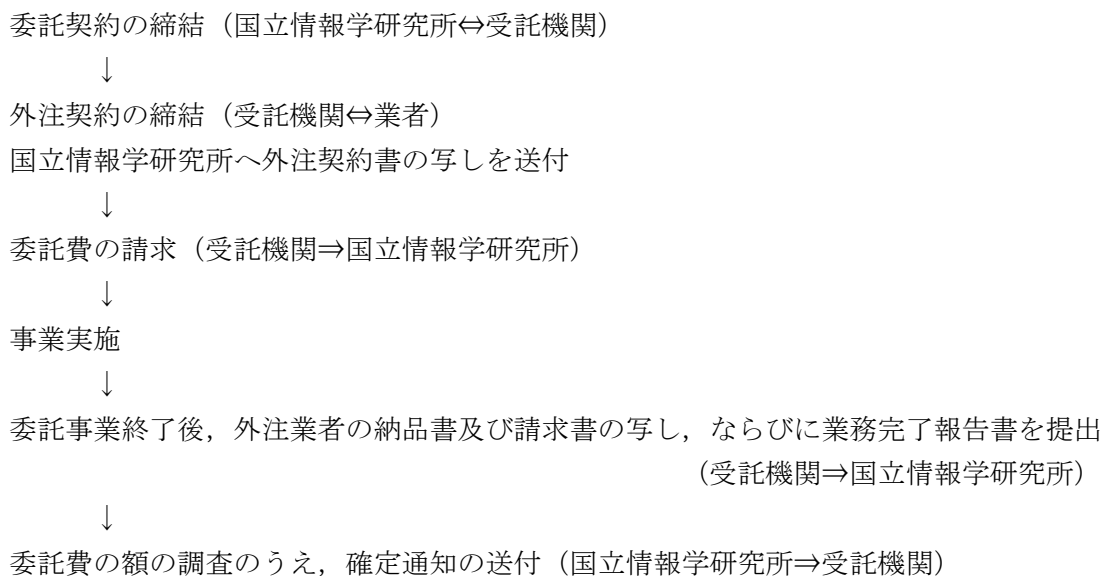 委託契約の締結（国立情報学研究所⇔受託機関）
↓
外注契約の締結（受託機関⇔業者）
国立情報学研究所へ外注契約書の写しを送付
↓
委託費の請求（受託機関⇒国立情報学研究所）
↓
事業実施
↓
委託事業終了後，外注業者の納品書及び請求書の写し，ならびに業務完了報告書を提出
（受託機関⇒国立情報学研究所）
↓
委託費の額の調査のうえ，確定通知の送付（国立情報学研究所⇒受託機関）